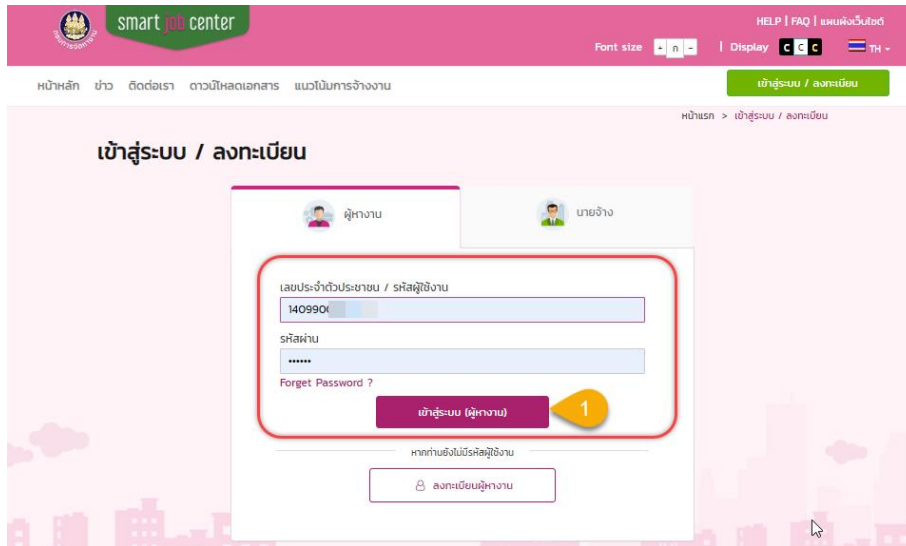 smart job center
HELP | FAQ | แผนผังเว็บไซต์
Font size + ก - | Display C C C TH
หน้าหลัก ข่าว ติดต่อเรา ดาวน์โหลดเอกสาร แนวโน้มการจ้างงาน
เข้าสู่ระบบ / ลงทะเบียน
หน้าแรก > เข้าสู่ระบบ / ลงทะเบียน
เข้าสู่ระบบ / ลงทะเบียน
ผู้หางาน นายจ้าง
เลขประจำตัวประชาชน / รหัสผู้ใช้งาน
140990
รหัสผ่าน
••••••
Forget Password ?
เข้าสู่ระบบ (ผู้หางาน) 1
หากท่านยังไม่มีรหัสผู้ใช้งาน
ลงทะเบียนผู้หางาน